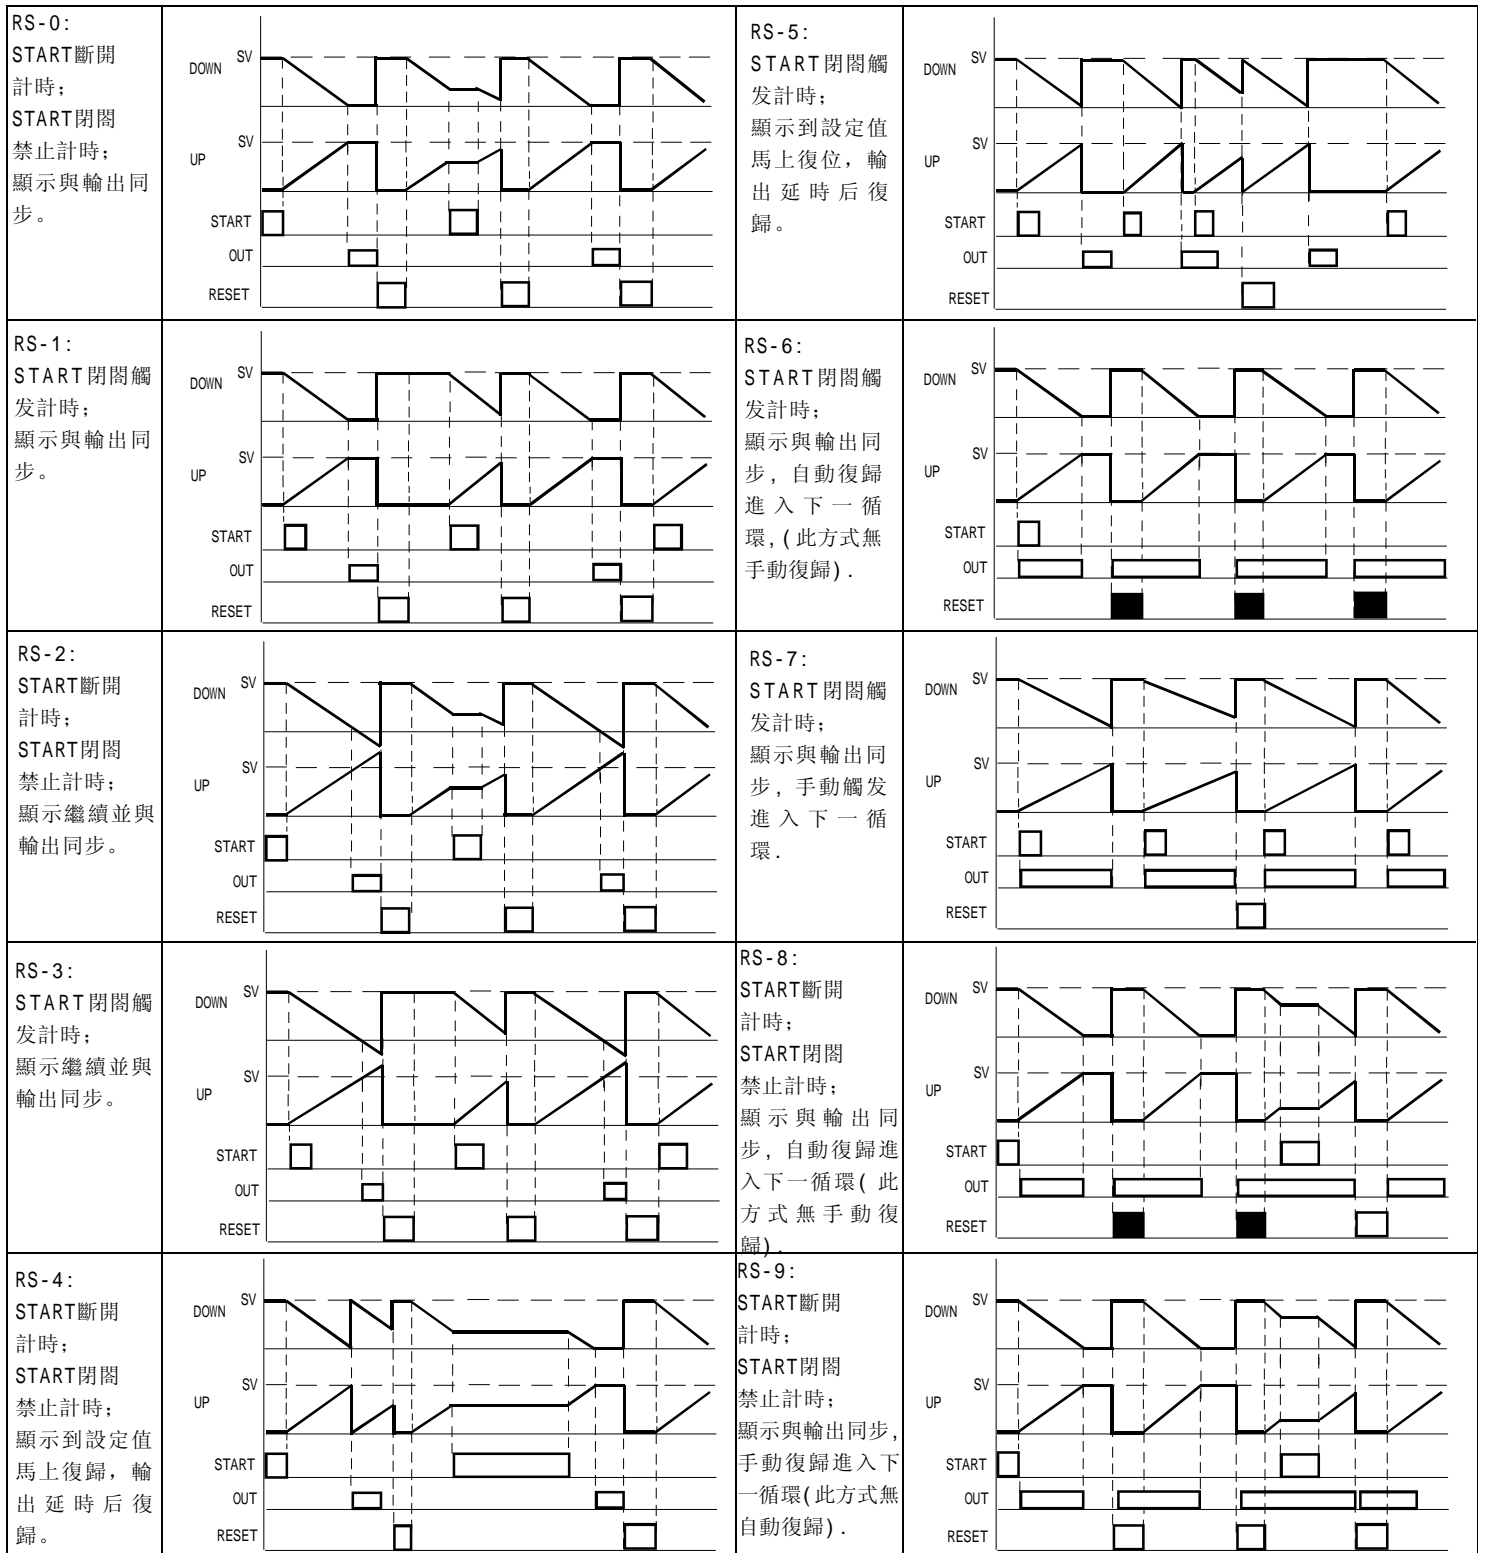 RS-0:
START斷開
計時；
START閉閤
禁止計時；
顯示與輸出同
步。
DOWN
SV
SV
UP
START
OUT
RESET
RS-1:
START閉閤觸
发計時；
顯示與輸出同
步。
DOWN
SV
SV
UP
START
OUT
RESET
RS-2:
START斷開
計時；
START閉閤
禁止計時；
顯示繼續並與
輸出同步。
DOWN
SV
SV
UP
START
OUT
RESET
RS-3:
START閉閤觸
发計時；
顯示繼續並與
輸出同步。
DOWN
SV
SV
UP
START
OUT
RESET
RS-4:
START斷開
計時；
START閉閤
禁止計時；
顯示到設定值
馬上復歸，輸
出延時后復
歸。
DOWN
SV
SV
UP
START
OUT
RESET
RS-5:
START閉閤觸
发計時；
顯示到設定值
馬上復位，輸
出延時后復
歸。
DOWN
SV
SV
UP
START
OUT
RESET
RS-6:
START閉閤觸
发計時；
顯示與輸出同
步,自動復歸
進入下一循
環,(此方式無
手動復歸).
DOWN
SV
SV
UP
START
OUT
RESET
RS-7:
START閉閤觸
发計時；
顯示與輸出同
步,手動觸发
進入下一循
環.
DOWN
SV
SV
UP
START
OUT
RESET
RS-8:
START斷開
計時；
START閉閤
禁止計時；
顯示與輸出同
步,自動復歸進
入下一循環(此
方式無手動復
歸).
DOWN
SV
SV
UP
START
OUT
RESET
RS-9:
START斷開
計時；
START閉閤
禁止計時；
顯示與輸出同步,
手動復歸進入下
一循環(此方式無
自動復歸).
DOWN
SV
SV
UP
START
OUT
RESET